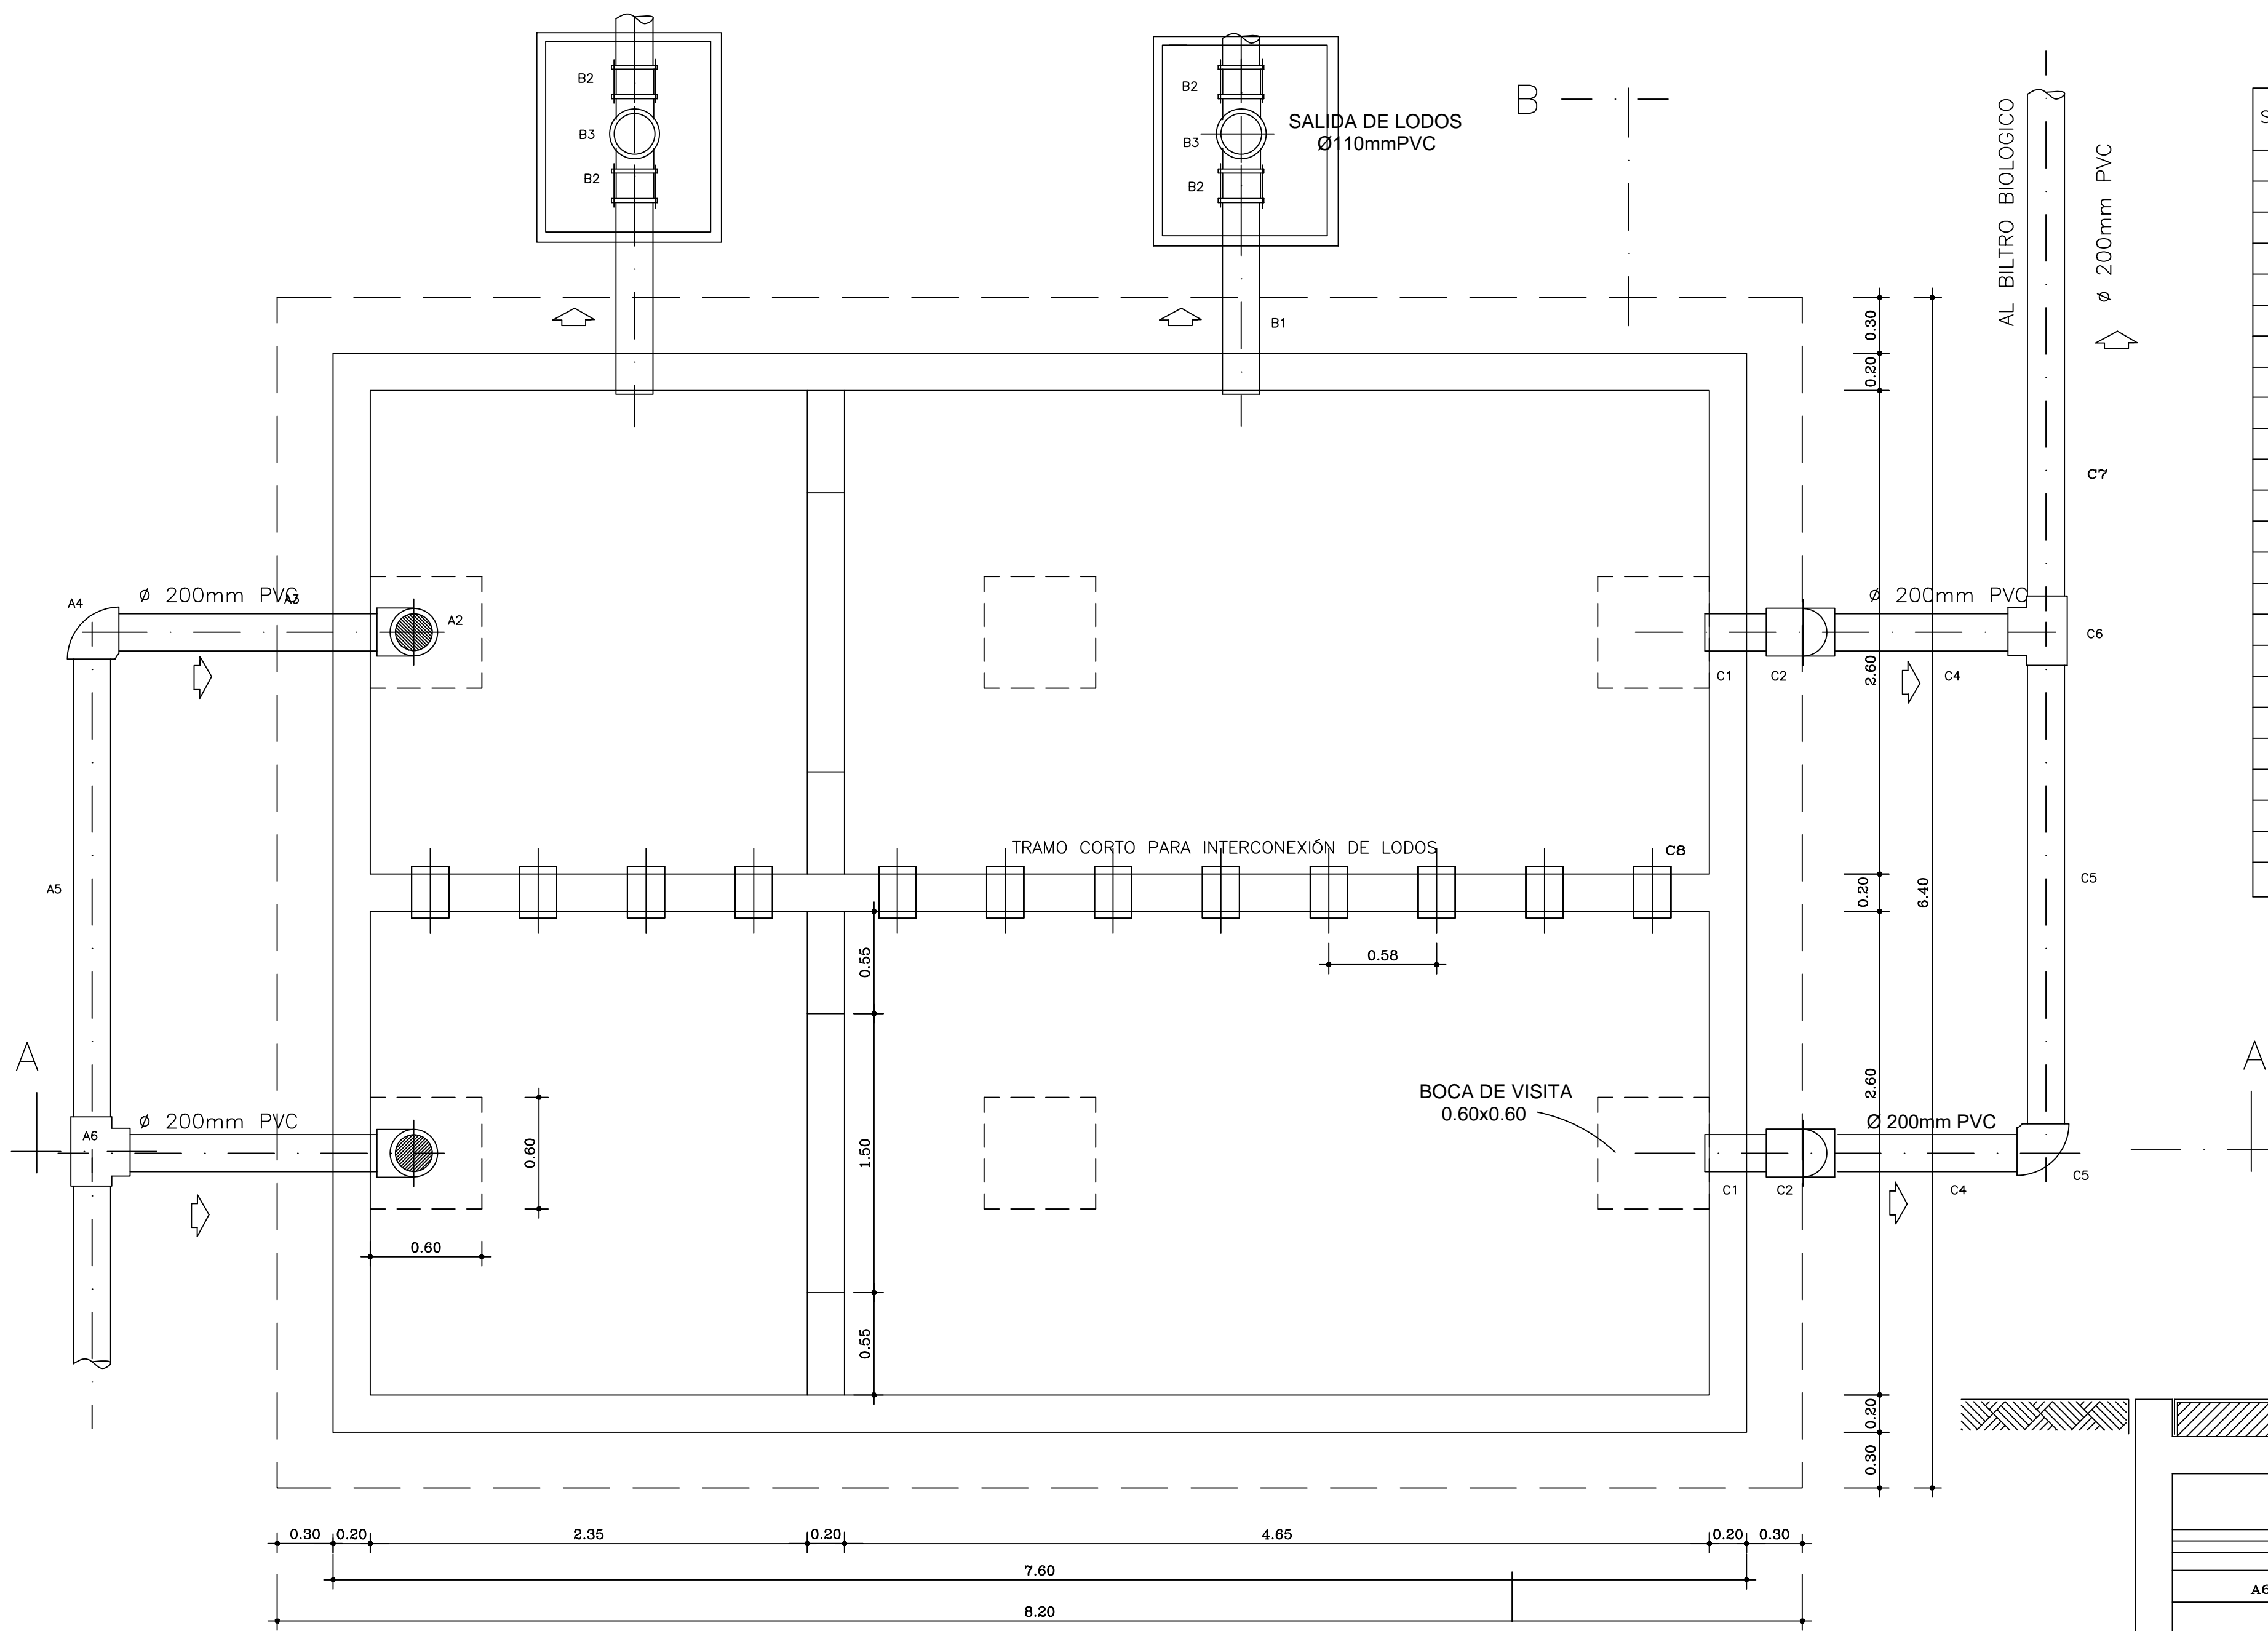 B2
B3
B2
B2
B3
B2
SALIDA DE LODOS
Ø110mmPVC
B
AL BILTRO BIOLOGICO
ø 200mm PVC
S
B1
0.30
0.20
C7
A4
ø 200mm PVC
A3
A2
ø 200mm PVC
C6
C1
C2
2.60
C4
TRAMO CORTO PARA INTERCONEXIÓN DE LODOS
C8
A5
0.20
6.40
C5
0.55
0.58
A
A
BOCA DE VISITA
0.60x0.60
2.60
ø 200mm PVC
Ø 200mm PVC
A6
0.60
1.50
C5
C1
C2
C4
0.60
0.55
0.20
0.30
0.30
0.20
2.35
0.20
4.65
0.20
0.30
7.60
8.20
A6